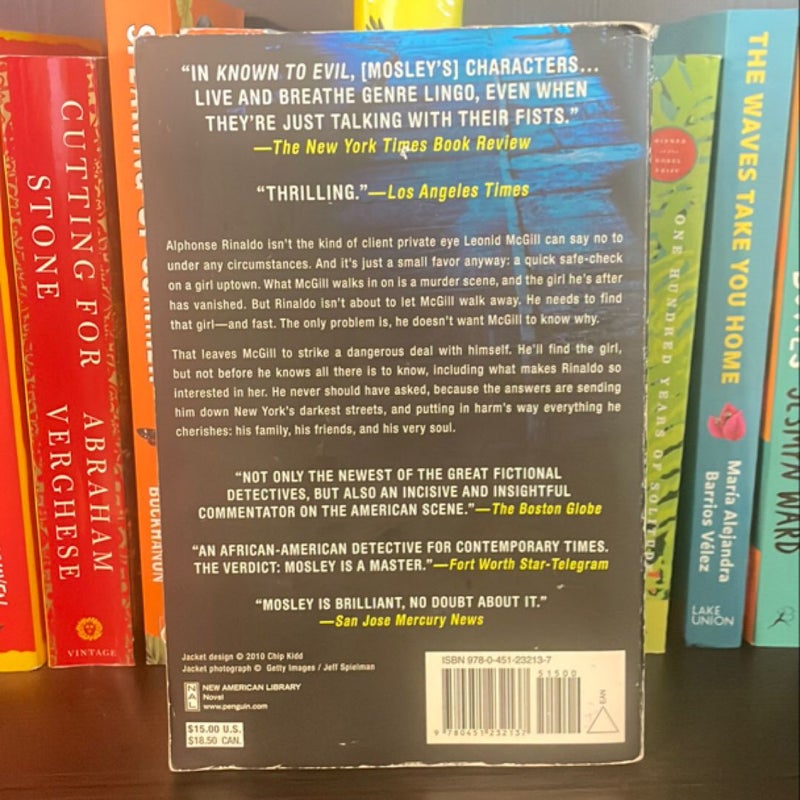 "IN KNOWN TO EVIL, [MOSLEY'S] CHARACTERS...
LIVE AND BREATHE GENRE LINGO, EVEN WHEN
THEY'RE JUST TALKING WITH THEIR FISTS."
—The New York Times Book Review
"THRILLING."—Los Angeles Times
Alphonse Rinaldo isn't the kind of client private eye Leonid McGill can say no to
under any circumstances. And it's just a small favor anyway: a quick safe-check
on a girl uptown. What McGill walks in on is a murder scene, and the girl he's after
has vanished. But Rinaldo isn't about to let McGill walk away. He needs to find
that girl—and fast. The only problem is, he doesn't want McGill to know why.
That leaves McGill to strike a dangerous deal with himself. He'll find the girl,
but not before he knows all there is to know, including what makes Rinaldo so
interested in her. He never should have asked, because the answers are sending
him down New York's darkest streets, and putting in harm's way everything he
cherishes: his family, his friends, and his very soul.
"NOT ONLY THE NEWEST OF THE GREAT FICTIONAL
DETECTIVES, BUT ALSO AN INCISIVE AND INSIGHTFUL
COMMENTATOR ON THE AMERICAN SCENE."—The Boston Globe
"AN AFRICAN-AMERICAN DETECTIVE FOR CONTEMPORARY TIMES.
THE VERDICT: MOSLEY IS A MASTER."—Fort Worth Star-Telegram
"MOSLEY IS BRILLIANT, NO DOUBT ABOUT IT."
—San Jose Mercury News
Jacket design © 2010 Chip Kidd
Jacket photograph © Getty Images / Jeff Spielman
NAL
NEW AMERICAN LIBRARY
Novel
www.penguin.com
$15.00 U.S.
$18.50 CAN.
ISBN 978-0-451-23213-7
51500
9 780451 232137
EAN
CUTTING FOR
STONE
ABRAHAM
VERGHESE
VINTAGE
ONE HUNDRED YEARS OF
THE WAVES TAKE YOU HOME
María Alejandra
Barrios Vélez
LAKE
UNION
WARD